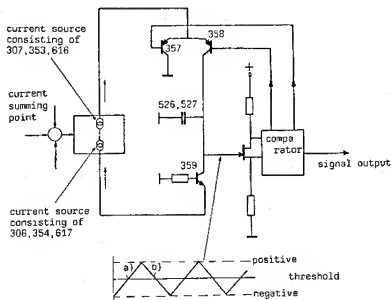 current source
consisting of
307,353,616
357
358
current
summing
point
526,527
+
359
compa
rator
signal output
current source
consisting of
306,354,617
positive
a)
b)
threshold
negative